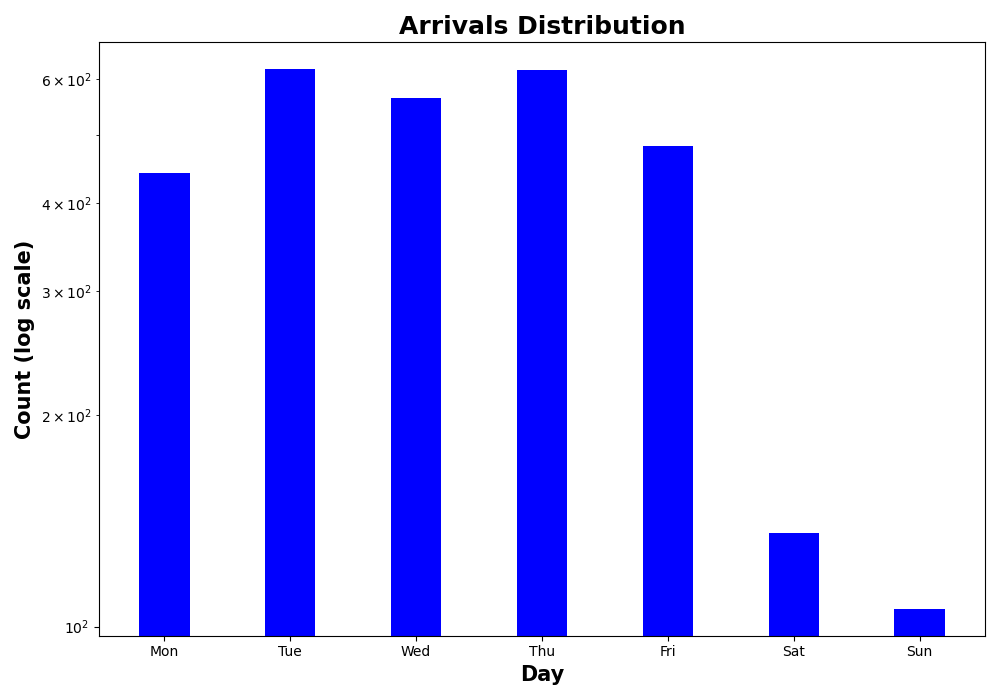 Arrivals Distribution
6 × 10²
4 × 10²
3 × 10²
2 × 10²
10²
Count (log scale)
Mon Tue Wed Thu Fri Sat Sun
Day